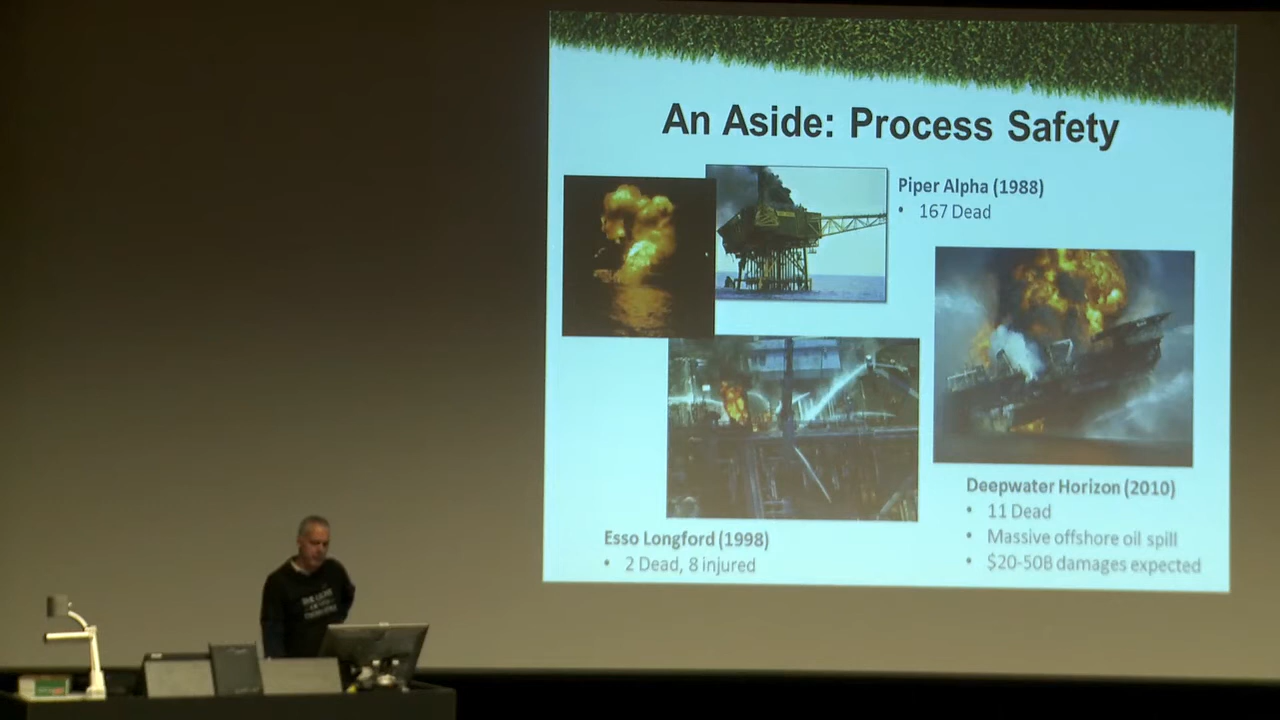 An Aside: Process Safety
Piper Alpha (1988)
• 167 Dead
Esso Longford (1998)
• 2 Dead, 8 injured
Deepwater Horizon (2010)
• 11 Dead
• Massive offshore oil spill
• $20-50B damages expected